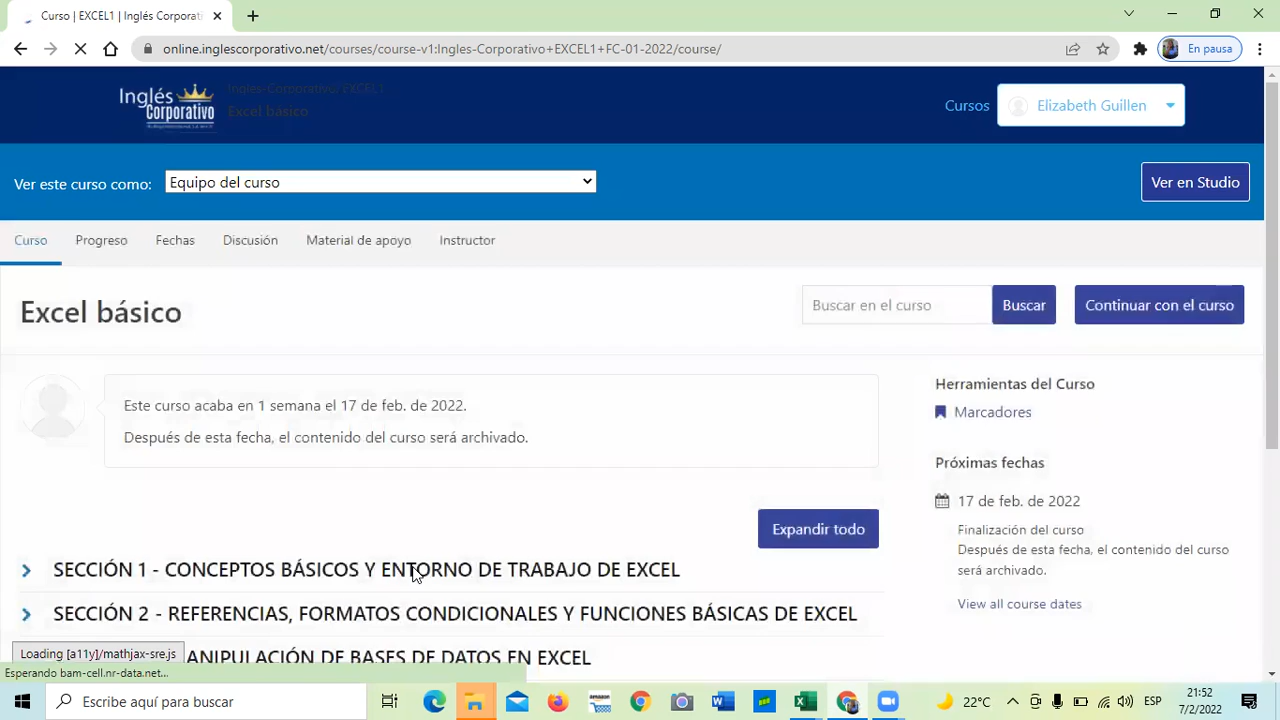 Curso | EXCEL1 | Inglés Corporati
online.inglescorporativo.net/courses/course-v1:Ingles-Corporativo+EXCEL1+FC-01-2022/course/
En pausa
Inglés Corporativo
Ingles-Corporativo: EXCEL1
Excel básico
Cursos
Elizabeth Guillen
Ver este curso como:
Equipo del curso
Ver en Studio
Curso
Progreso
Fechas
Discusión
Material de apoyo
Instructor
Excel básico
Buscar en el curso
Buscar
Continuar con el curso
Este curso acaba en 1 semana el 17 de feb. de 2022.
Después de esta fecha, el contenido del curso será archivado.
Herramientas del Curso
Marcadores
Próximas fechas
17 de feb. de 2022
Finalización del curso
Después de esta fecha, el contenido del curso
será archivado.
View all course dates
Expandir todo
SECCIÓN 1 - CONCEPTOS BÁSICOS Y ENTORNO DE TRABAJO DE EXCEL
SECCIÓN 2 - REFERENCIAS, FORMATOS CONDICIONALES Y FUNCIONES BÁSICAS DE EXCEL
ANIPULACIÓN DE BASES DE DATOS EN EXCEL
Loading [a11y]/mathjax-sre.js
Esperando bam-cell.nr-data.net...
Escribe aquí para buscar
amazon
22°C
ESP
21:52
7/2/2022